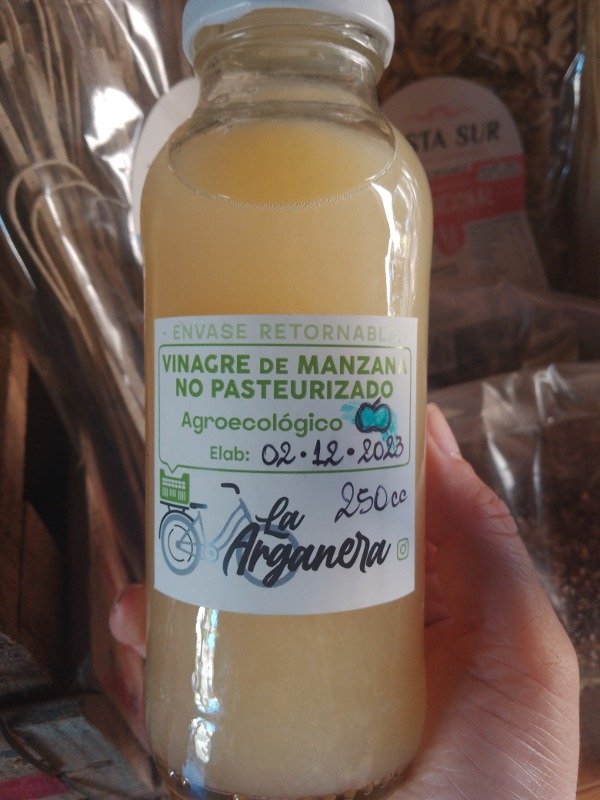 STA SUR
ENVASE RETORNABLE
VINAGRE DE MANZANA
NO PASTEURIZADO
Agroecológico
Elab: 02·12·2023
250cc
La
Arganera